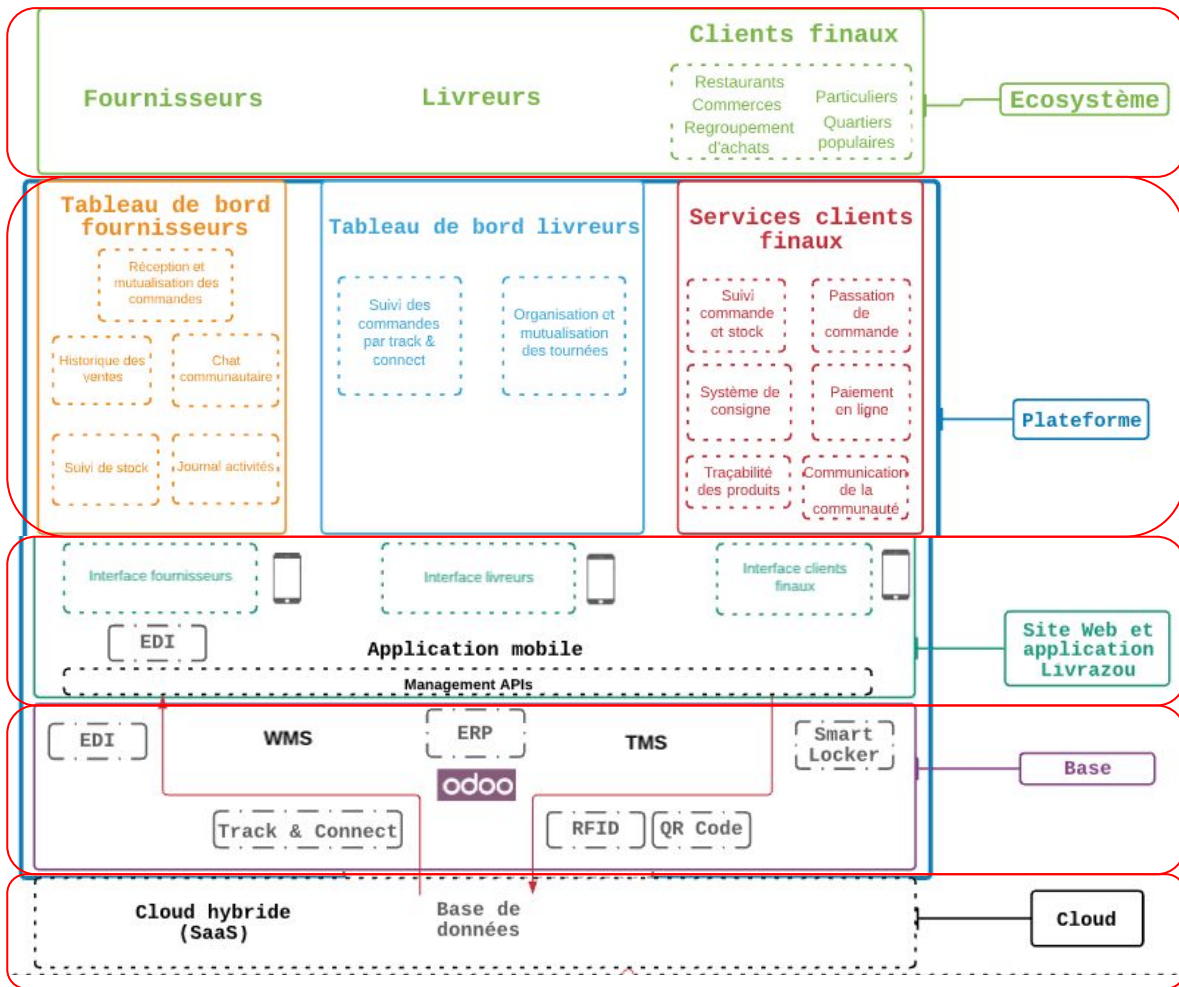 Fournisseurs
Livreurs
Clients finaux
Restaurants
Commerces
Regroupement
d'achats
Particuliers
Quartiers
populaires
Ecosystème
Tableau de bord
fournisseurs
Réception et
mutualisation des
commandes
Historique des
ventes
Chat
communautaire
Suivi de stock
Journal activités
Tableau de bord livreurs
Suivi des
commandes
par track &
connect
Organisation et
mutualisation
des tournées
Services clients
finaux
Suivi
commande
et stock
Passation
de
commande
Système de
consigne
Paiement
en ligne
Traçabilité
des produits
Communication
de la
communauté
Plateforme
Interface fournisseurs
Interface livreurs
Interface clients
finaux
EDI
Application mobile
Management APIs
Site Web et
application
Livrazou
EDI
WMS
ERP
TMS
Smart
Locker
odoo
Track & Connect
RFID
QR Code
Base
Cloud hybride
(SaaS)
Base de
données
Cloud